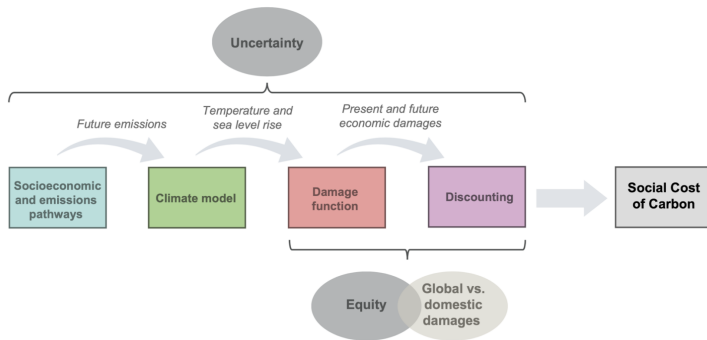 Uncertainty
Future emissions
Temperature and
sea level rise
Present and future
economic damages
Socioeconomic
and emissions
pathways
Climate model
Damage
function
Discounting
Social Cost
of Carbon
Equity
Global vs.
domestic
damages